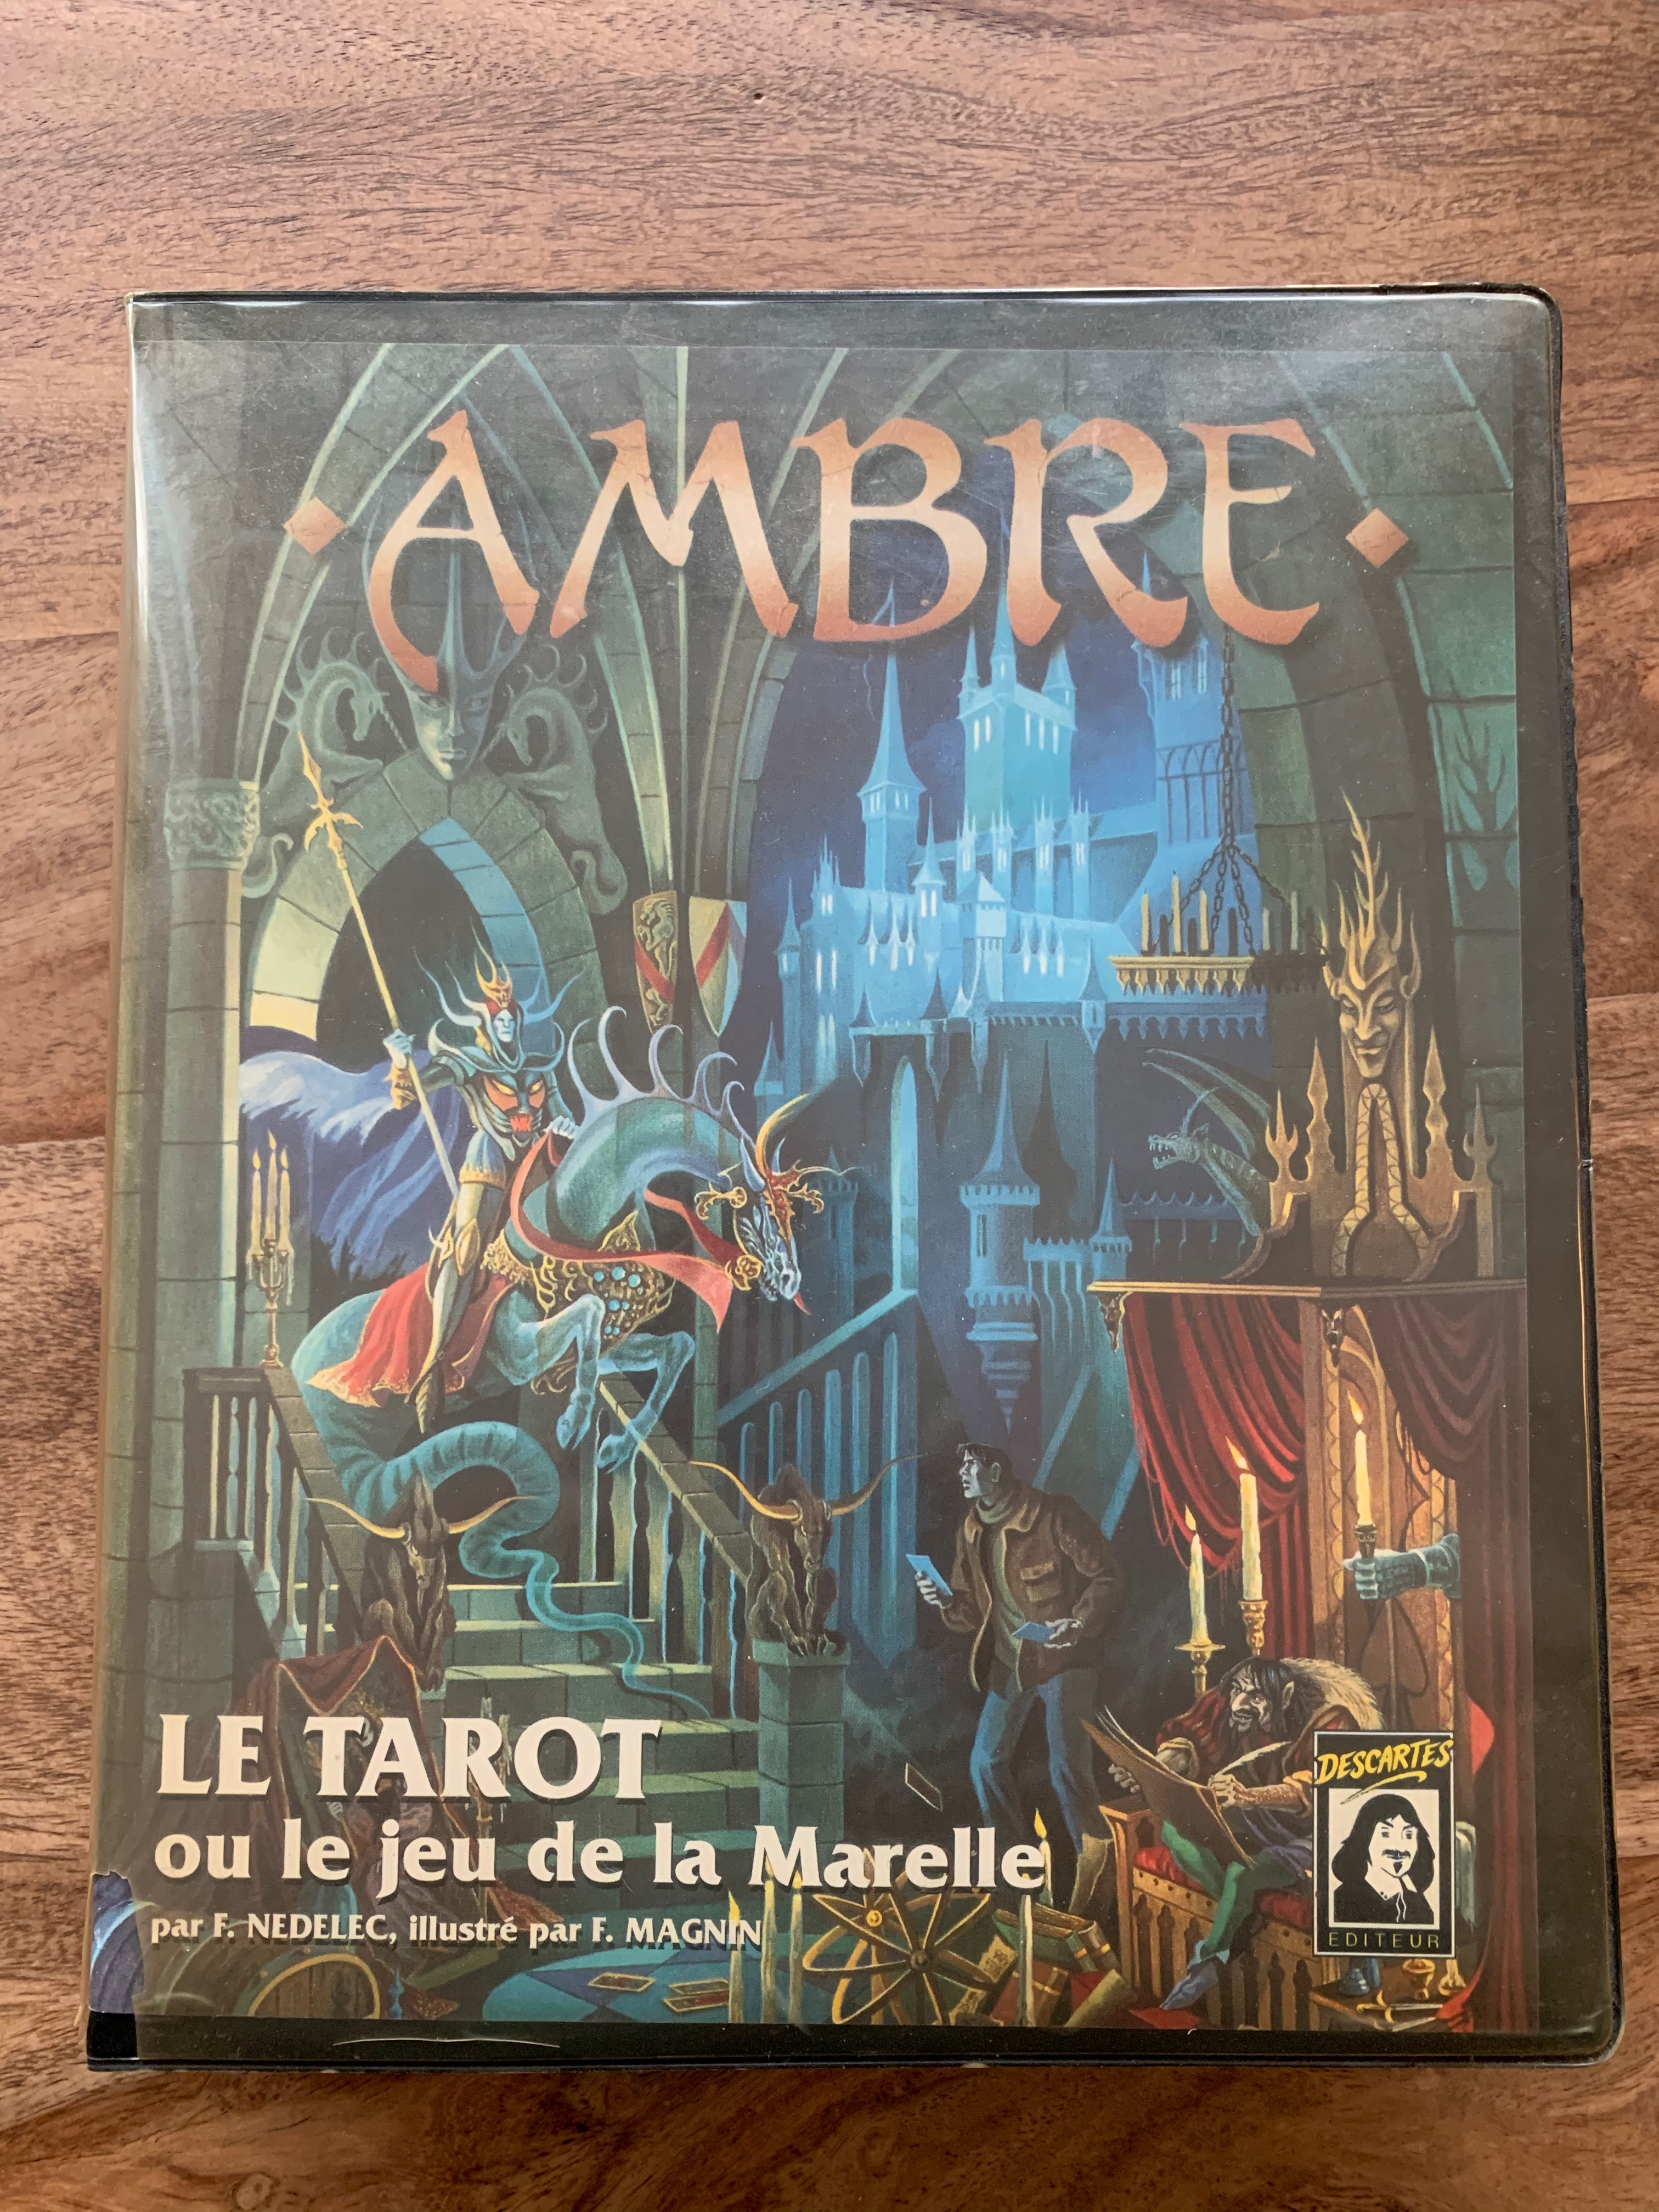 AMBRE
LE TAROT
ou le jeu de la Marelle
par F. NEDELEC, illustré par F. MAGNIN
DESCARTES
EDITEUR